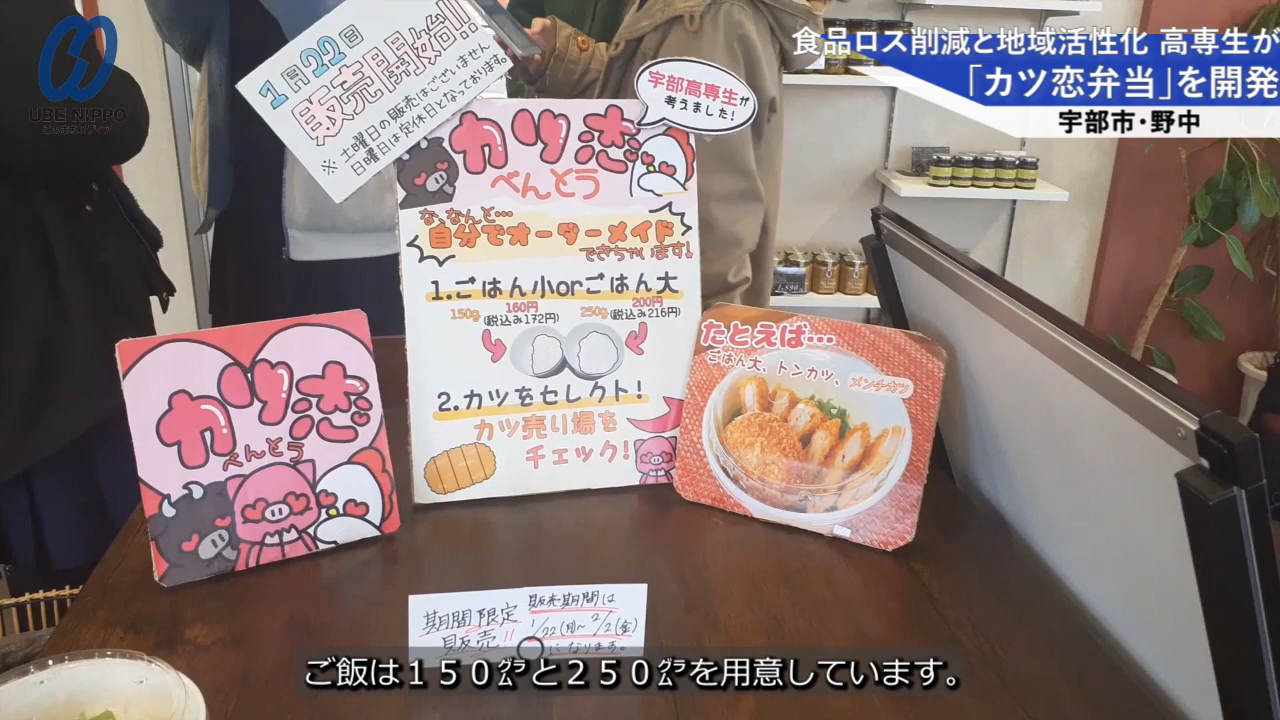 UBE NIPPO
食品ロス削減と地域活性化 高専生が
「カツ恋弁当」を開発
宇部市・野中
1月22日
販売開始!!
※土曜日の販売はございません
日曜日は定休日となっております。
宇部高専生が
考えました!
カツ恋
べんとう
な、なんと…
自分でオーダーメイド
できちゃいます!
1.ごはん小orごはん大
150g 160円 (税込み172円)
250g 200円 (税込み216円)
2.カツをセレクト!
カツ売り場を
チェック!
カツ恋
べんとう
たとえば…
ごはん大、トンカツ、メンチカツ
期間限定
販売!!
販売期間は
1/22(月)～2/2(金)
になります。
ご飯は150㌘と250㌘を用意しています。